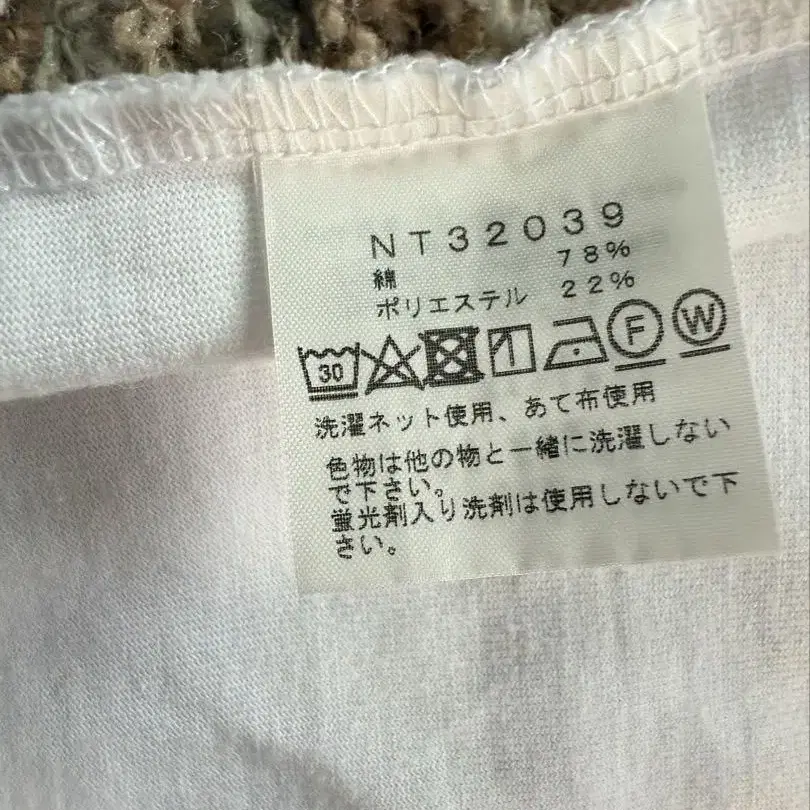 NT32039
綿 78%
ポリエステル 22%
30 F W
洗濯ネット使用、あて布使用
色物は他の物と一緒に洗濯しない
で下さい。
蛍光剤入り洗剤は使用しないで下
さい。